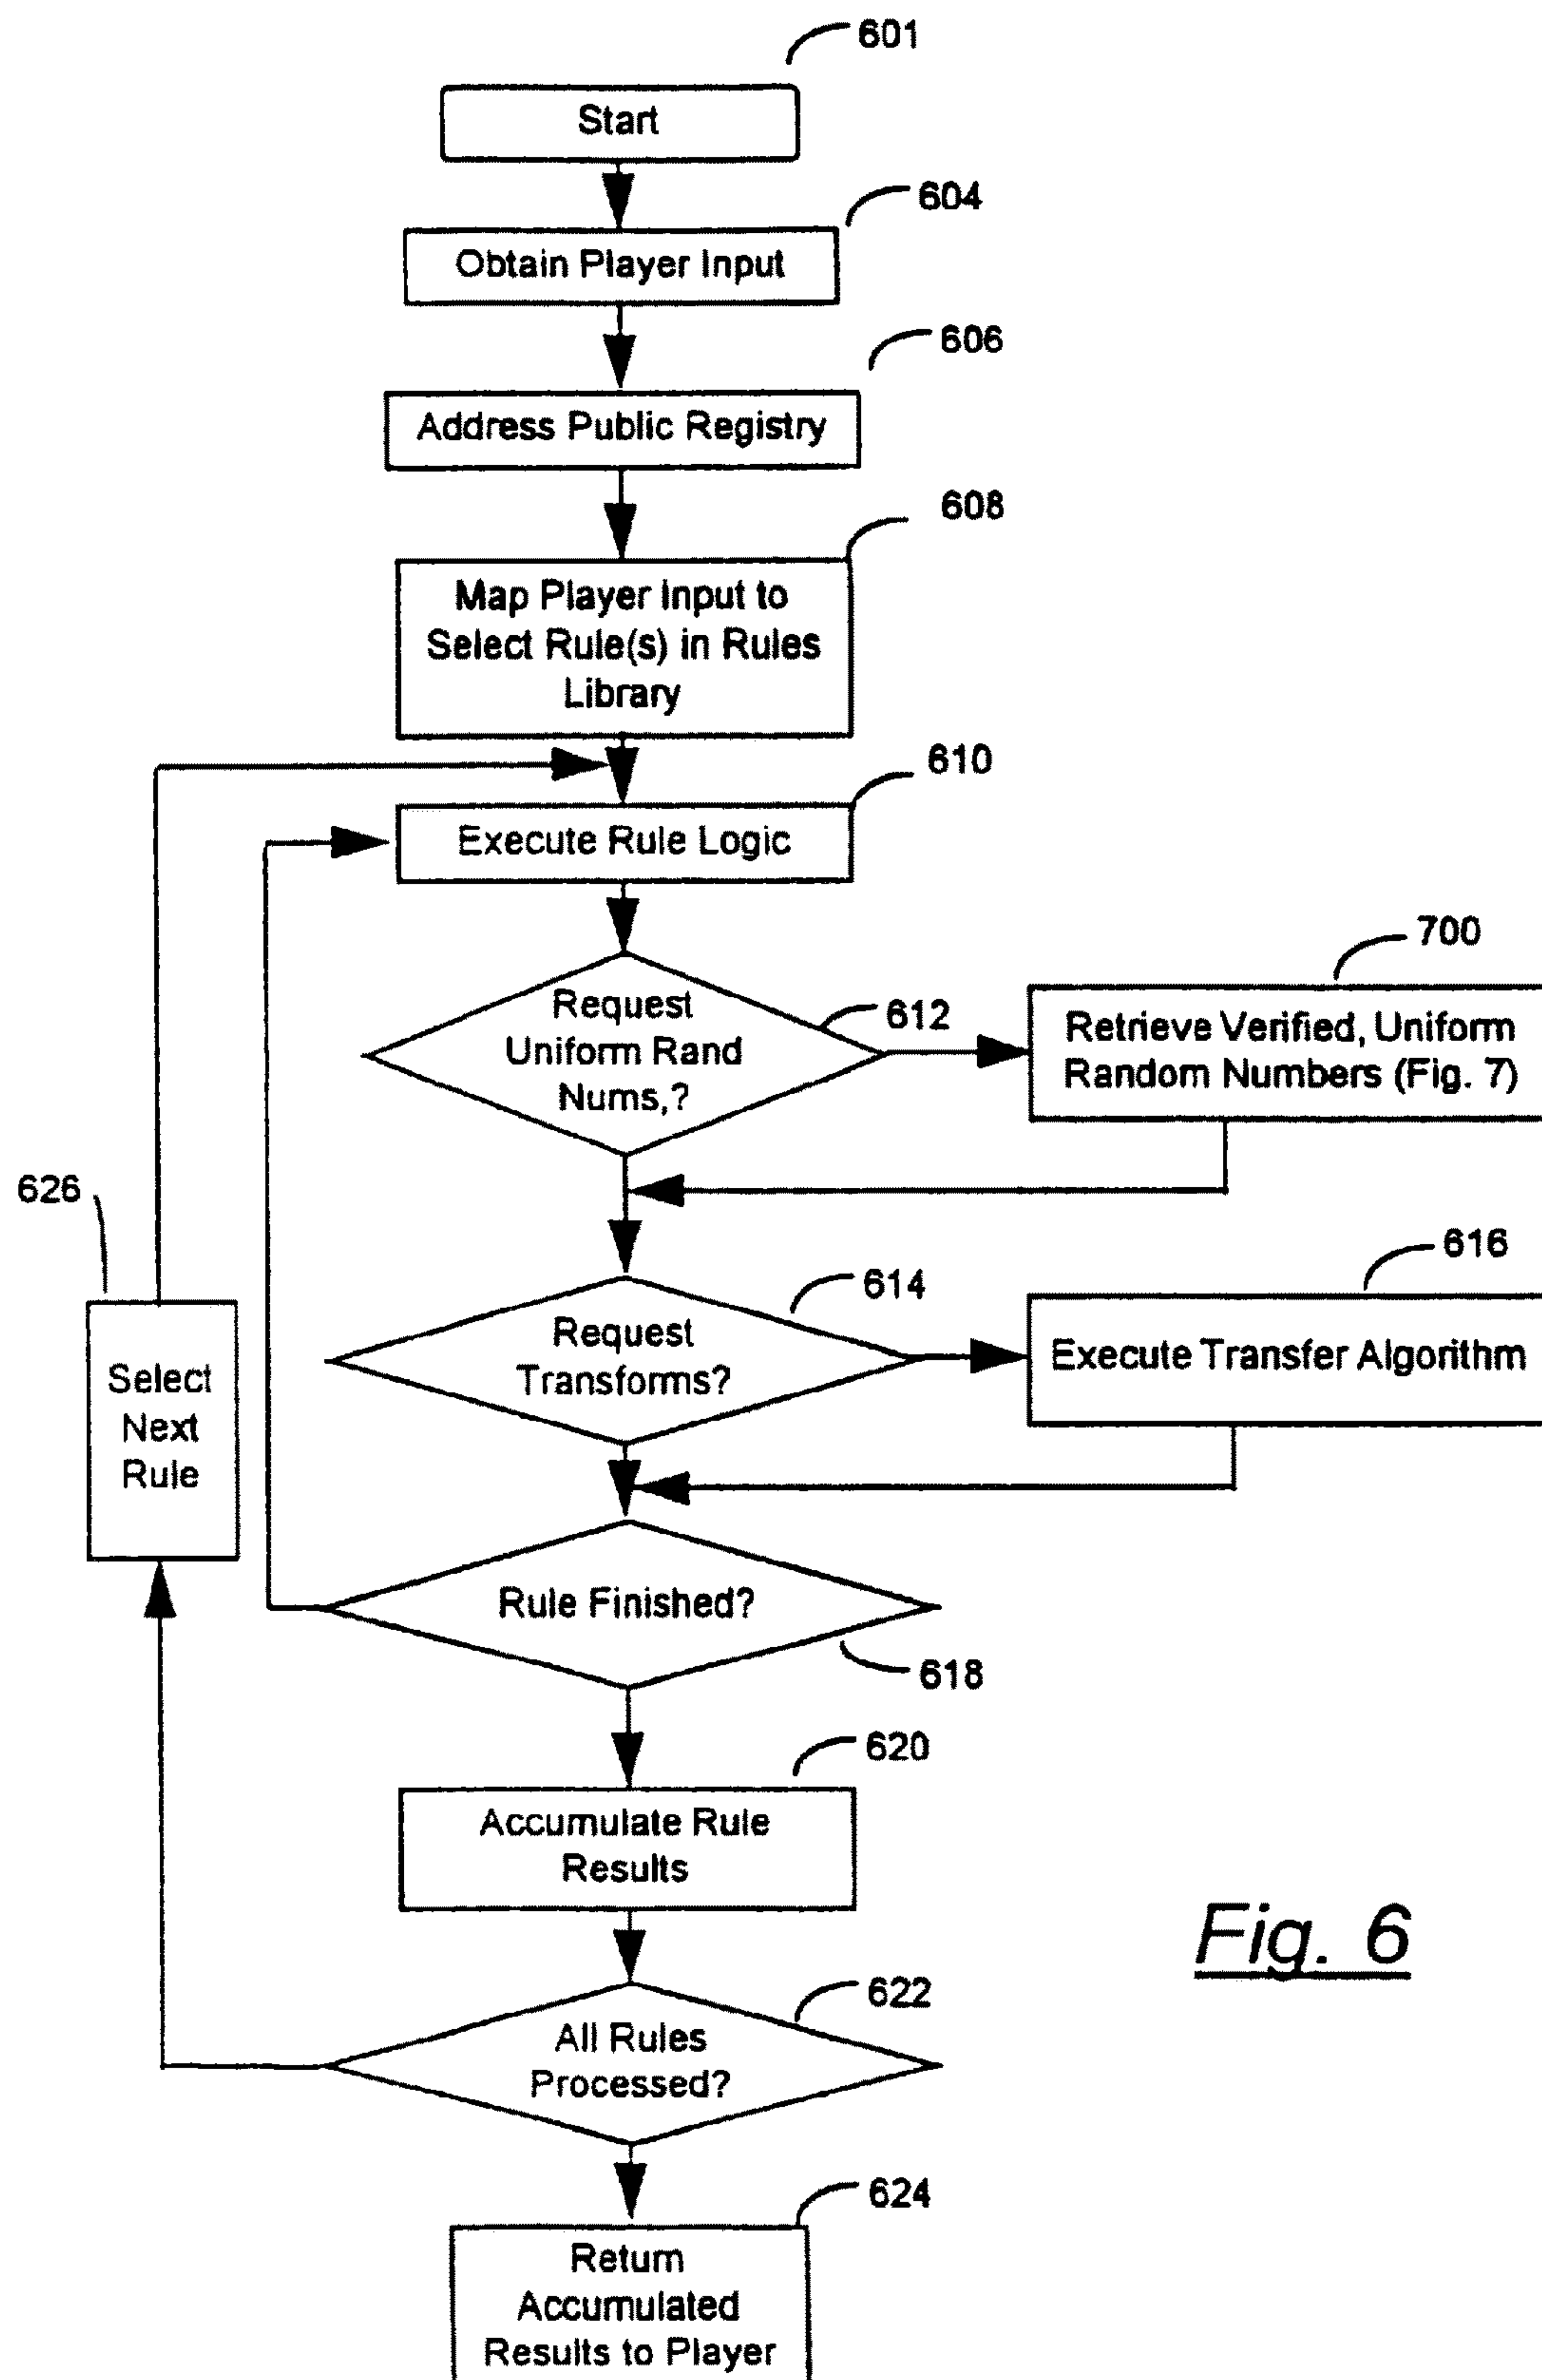 601
Start
604
Obtain Player Input
606
Address Public Registry
608
Map Player Input to
Select Rule(s) in Rules
Library
610
Execute Rule Logic
700
Request
Uniform Rand
Nums,?
612
Retrieve Verified, Uniform
Random Numbers (Fig. 7)
626
616
614
Request
Transforms?
Execute Transfer Algorithm
Select
Next
Rule
Rule Finished?
618
620
Accumulate Rule
Results
Fig. 6
622
All Rules
Processed?
624
Return
Accumulated
Results to Player